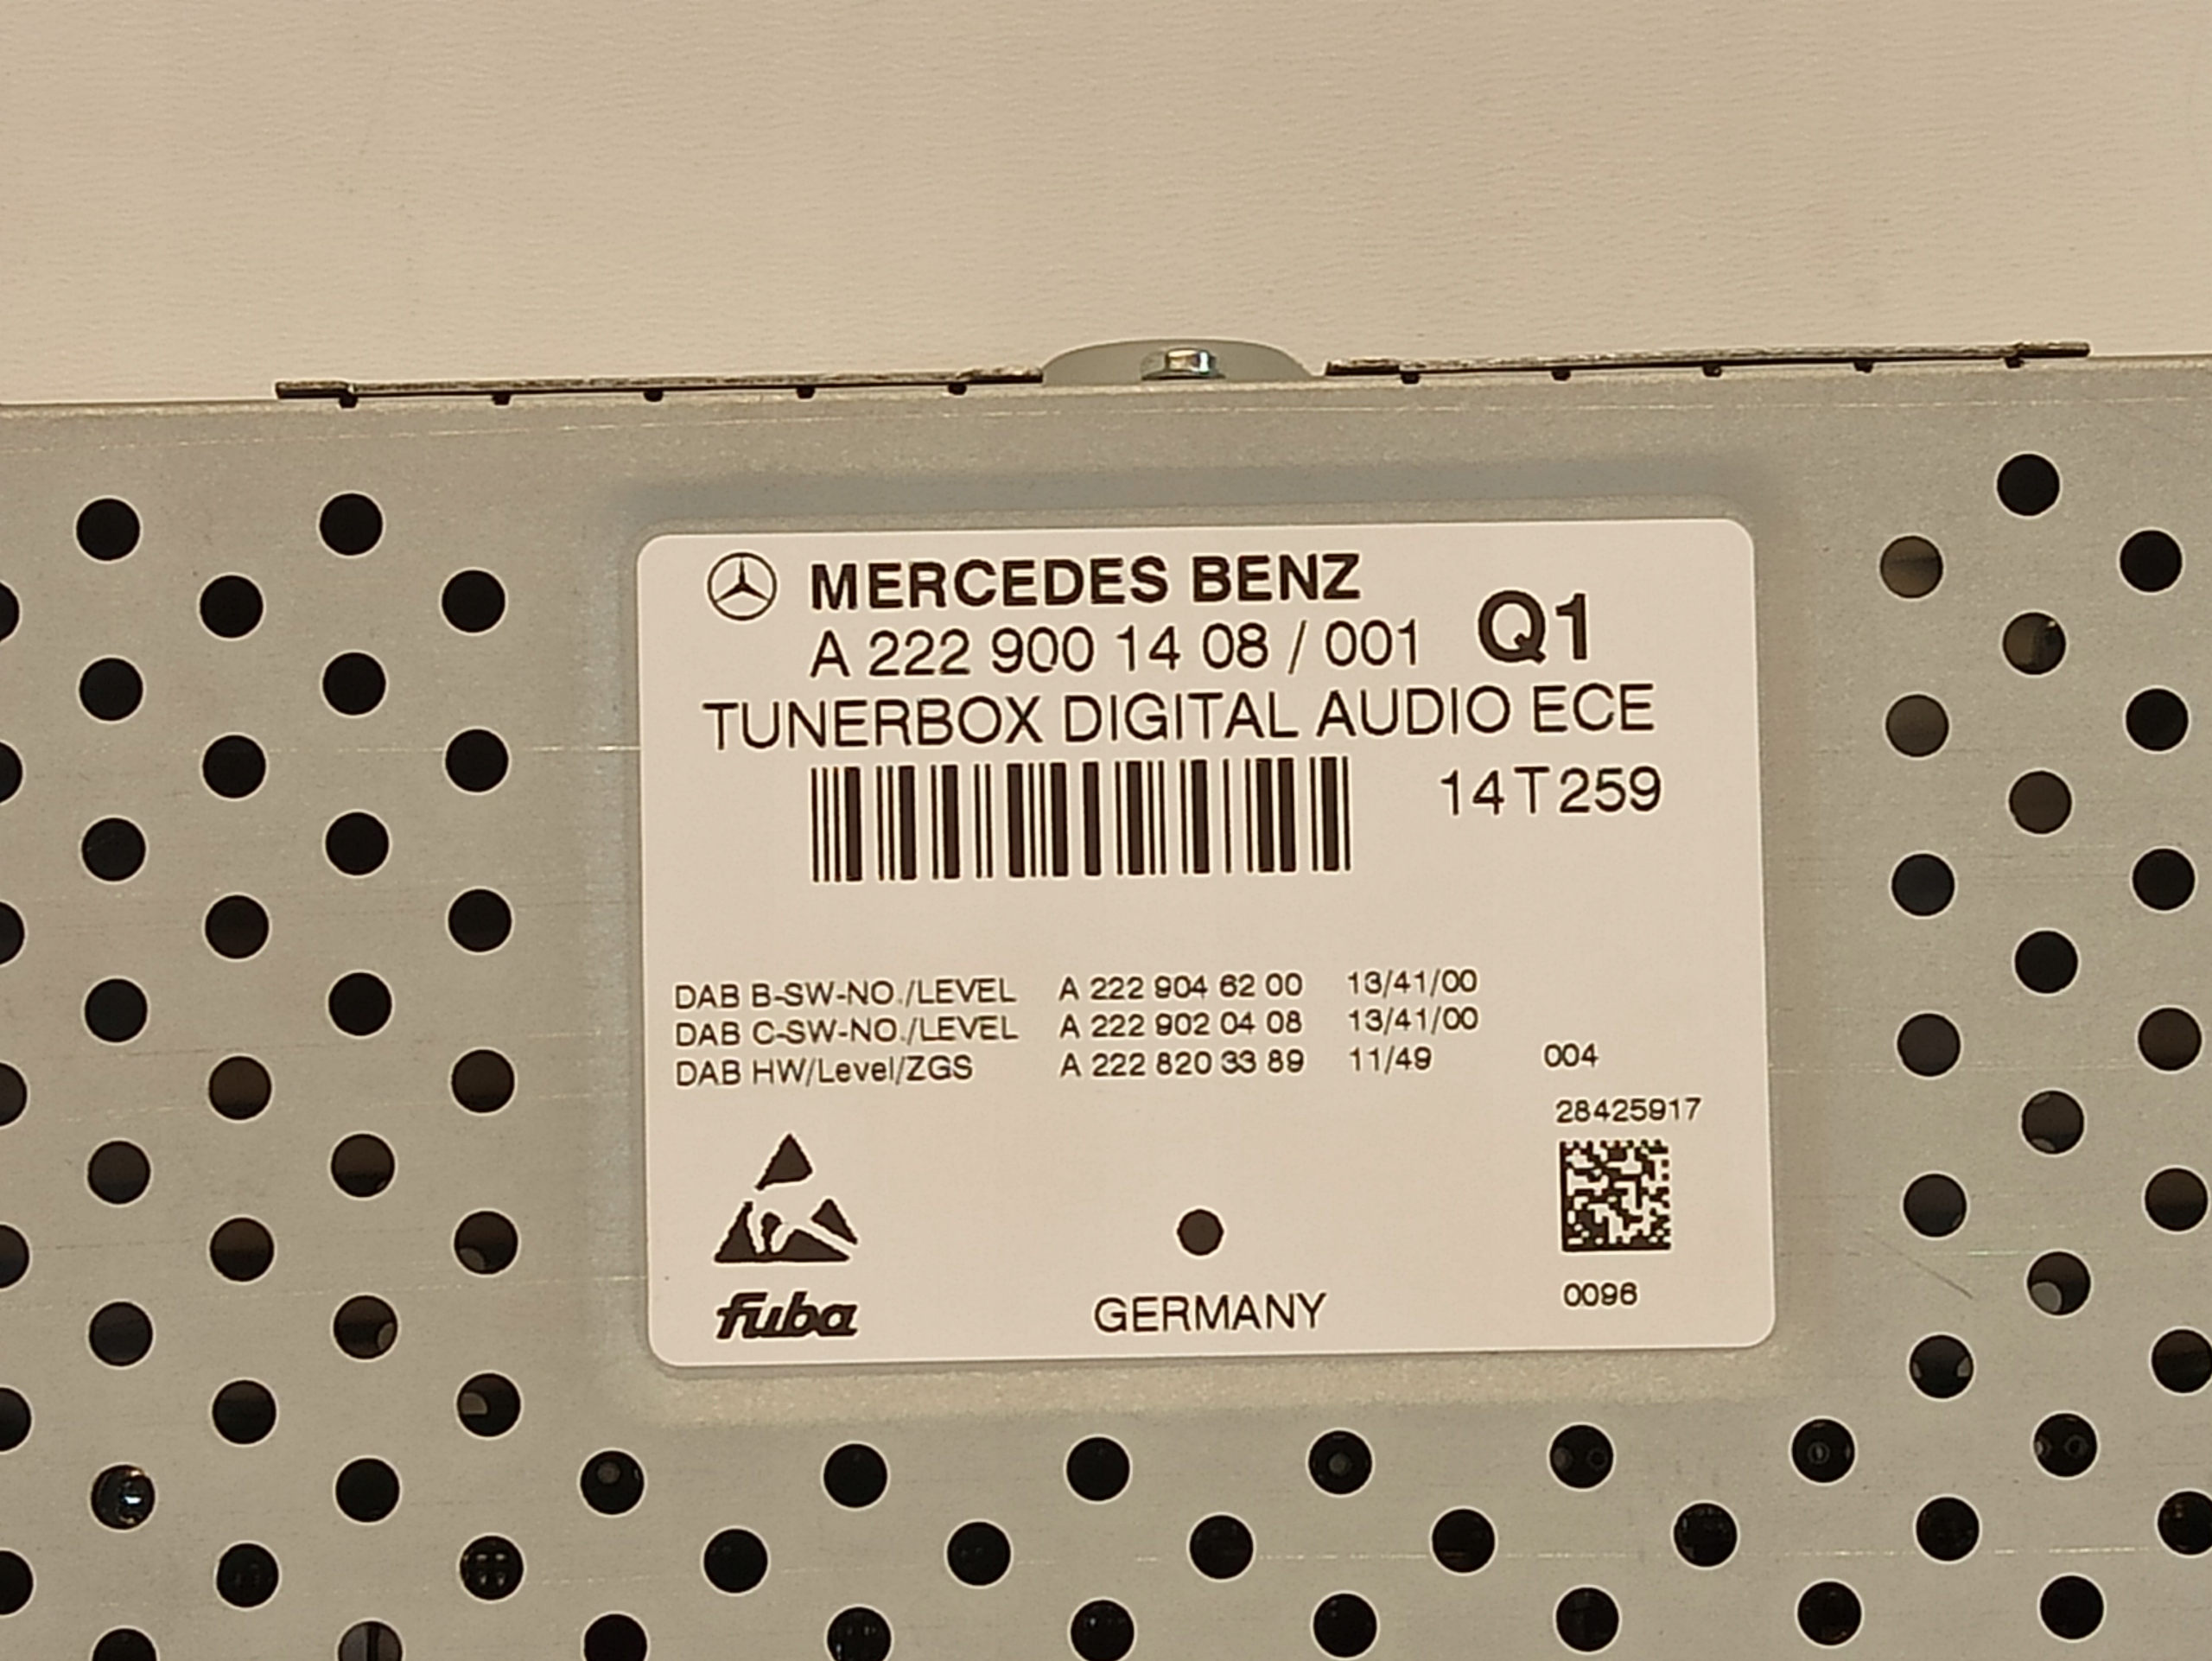 MERCEDES BENZ
A 222 900 14 08 / 001 Q1
TUNERBOX DIGITAL AUDIO ECE
14T259
DAB B-SW-NO./LEVEL A 222 904 62 00 13/41/00
DAB C-SW-NO./LEVEL A 222 902 04 08 13/41/00
DAB HW/Level/ZGS A 222 820 33 89 11/49 004
28425917
fuba GERMANY 0096